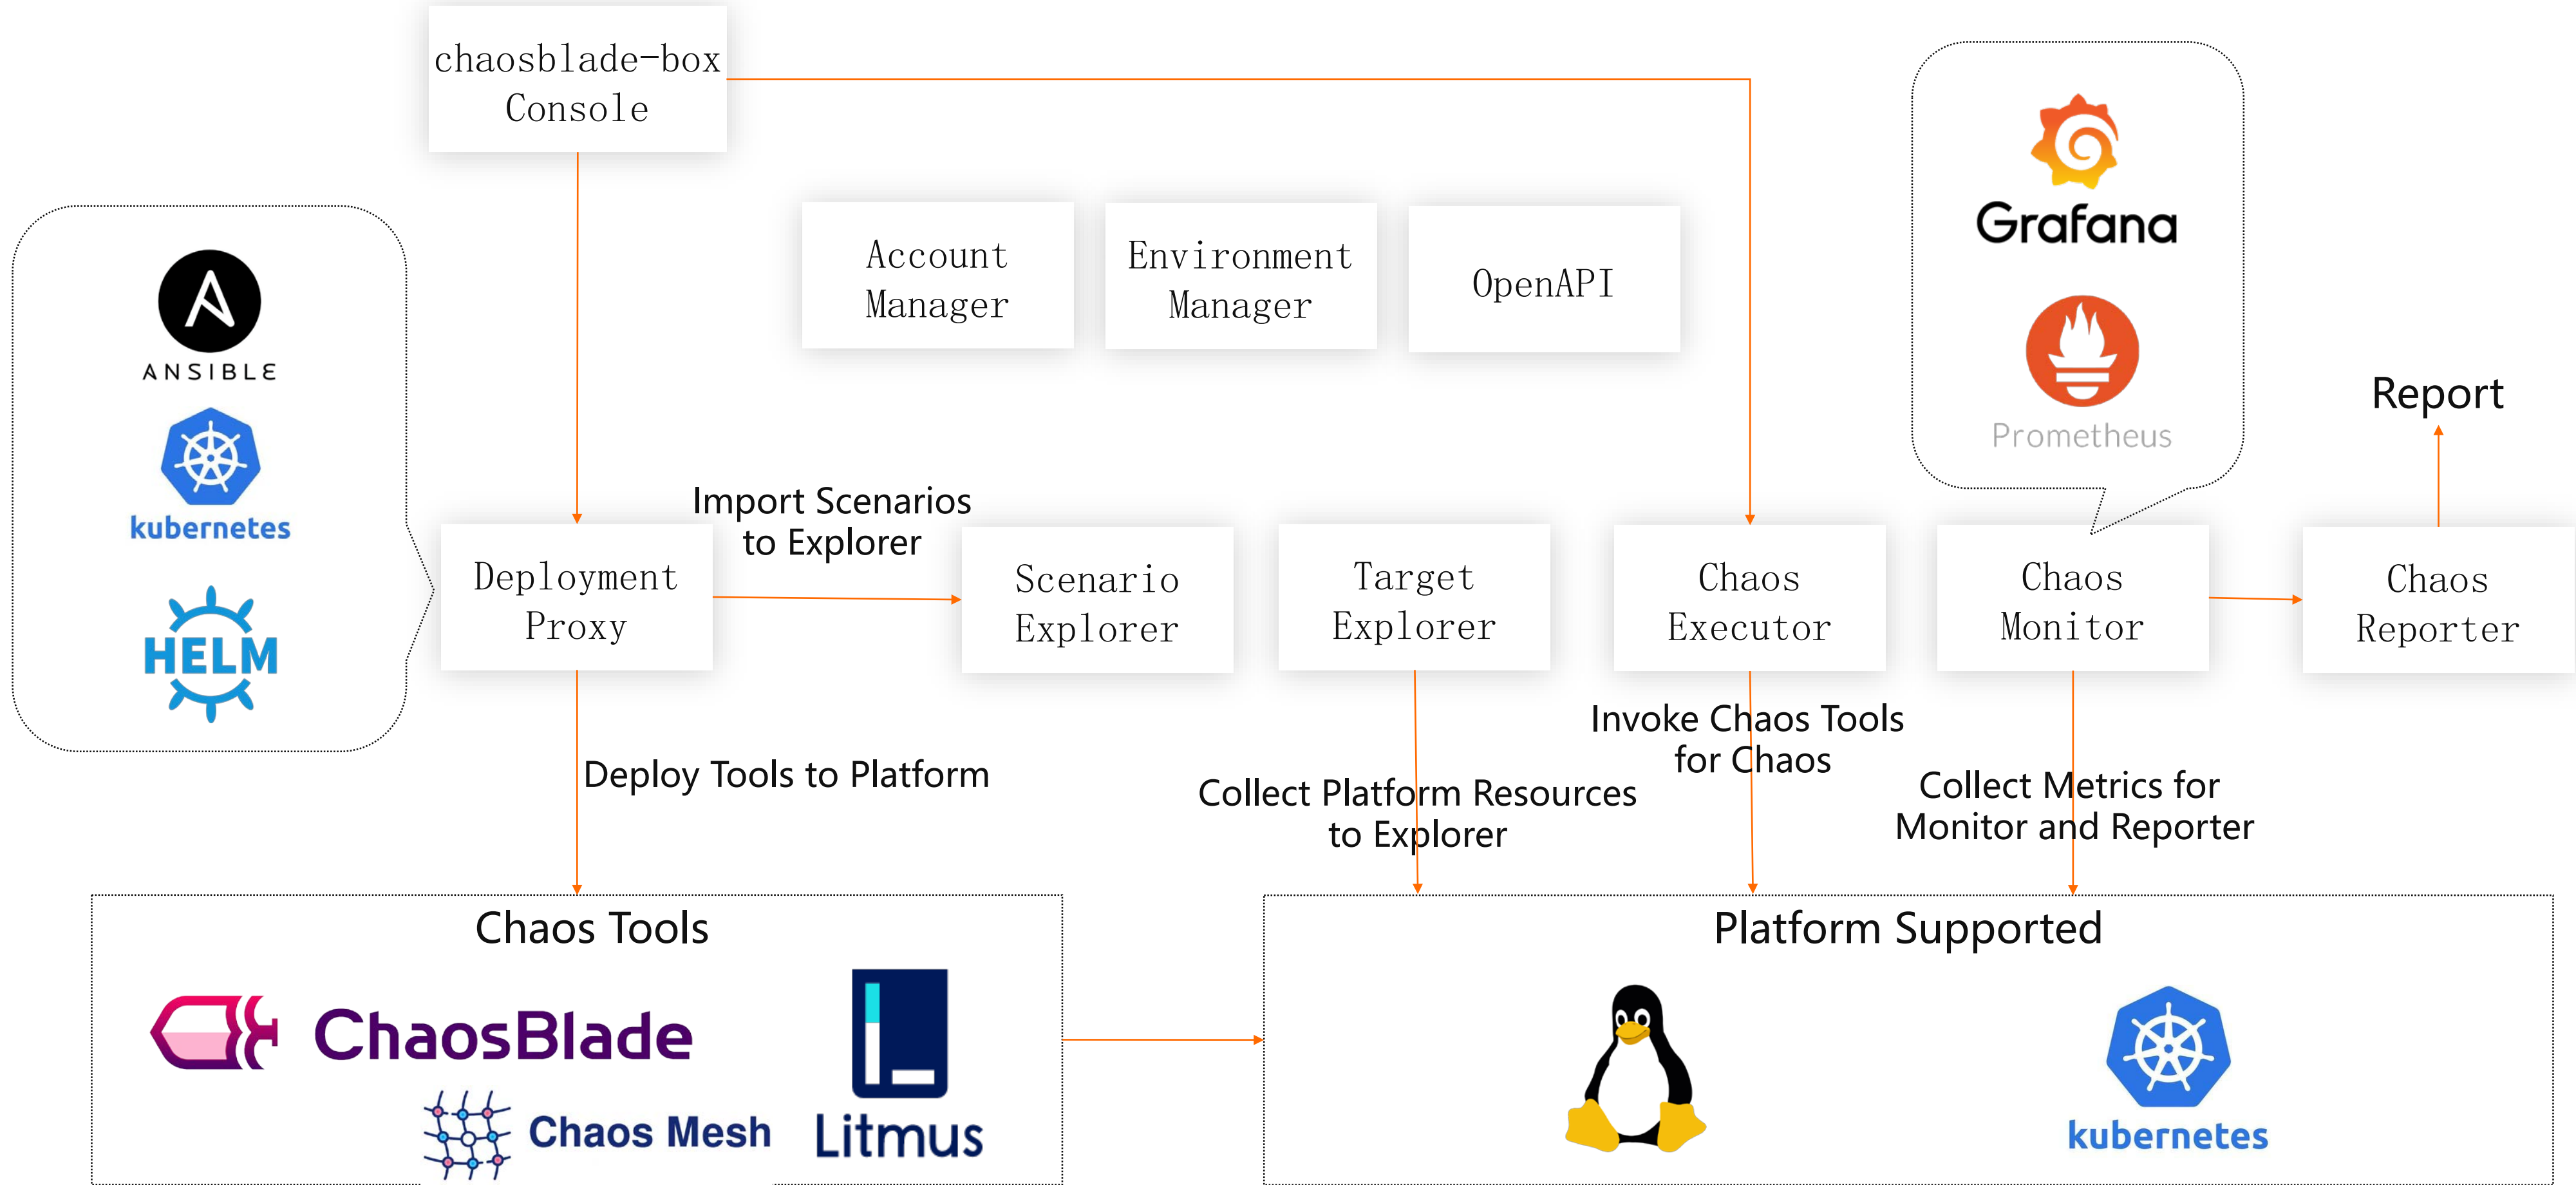 chaosblade-box
Console
Account
Manager
Environment
Manager
OpenAPI
Grafana
Prometheus
ANSIBLE
kubernetes
HELM
Report
Import Scenarios
to Explorer
Deployment
Proxy
Scenario
Explorer
Target
Explorer
Chaos
Executor
Chaos
Monitor
Chaos
Reporter
Deploy Tools to Platform
Collect Platform Resources
to Explorer
Invoke Chaos Tools
for Chaos
Collect Metrics for
Monitor and Reporter
Chaos Tools
ChaosBlade
Chaos Mesh
Litmus
Platform Supported
kubernetes